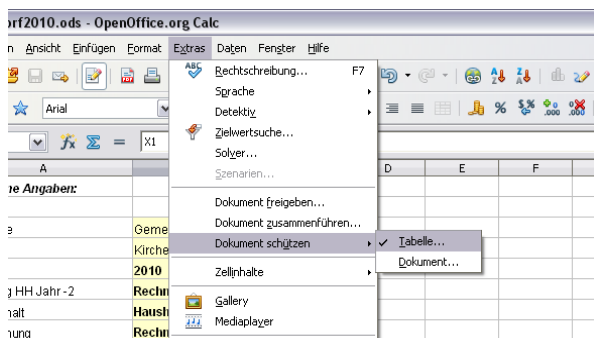 orf2010.ods - OpenOffice.org Calc
n Ansicht Einfügen Format Extras Daten Fenster Hilfe
ABC Rechtschreibung... F7
Sprache
Arial Detektiv
Zielwertsuche...
X1 Solver...
Szenarien...
A D E F
ne Angaben:
Dokument freigeben...
e Geme Dokument zusammenführen...
Kirche Dokument schützen Tabelle...
Dokument...
2010 Zellinhalte
g HH Jahr -2 Rechn Gallery
halt Haush Mediaplayer
nung Rechn